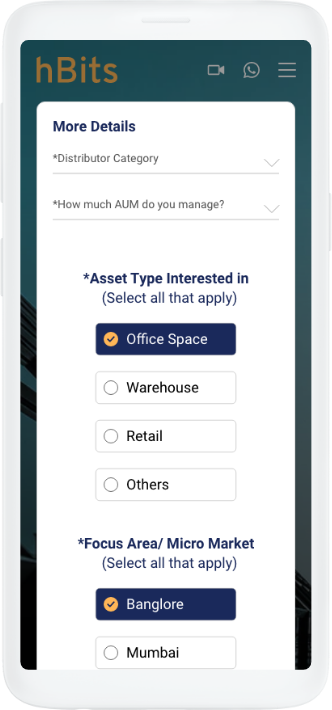 hBits
More Details
*Distributor Category
*How much AUM do you manage?
*Asset Type Interested in
(Select all that apply)
Office Space
Warehouse
Retail
Others
*Focus Area/ Micro Market
(Select all that apply)
Banglore
Mumbai